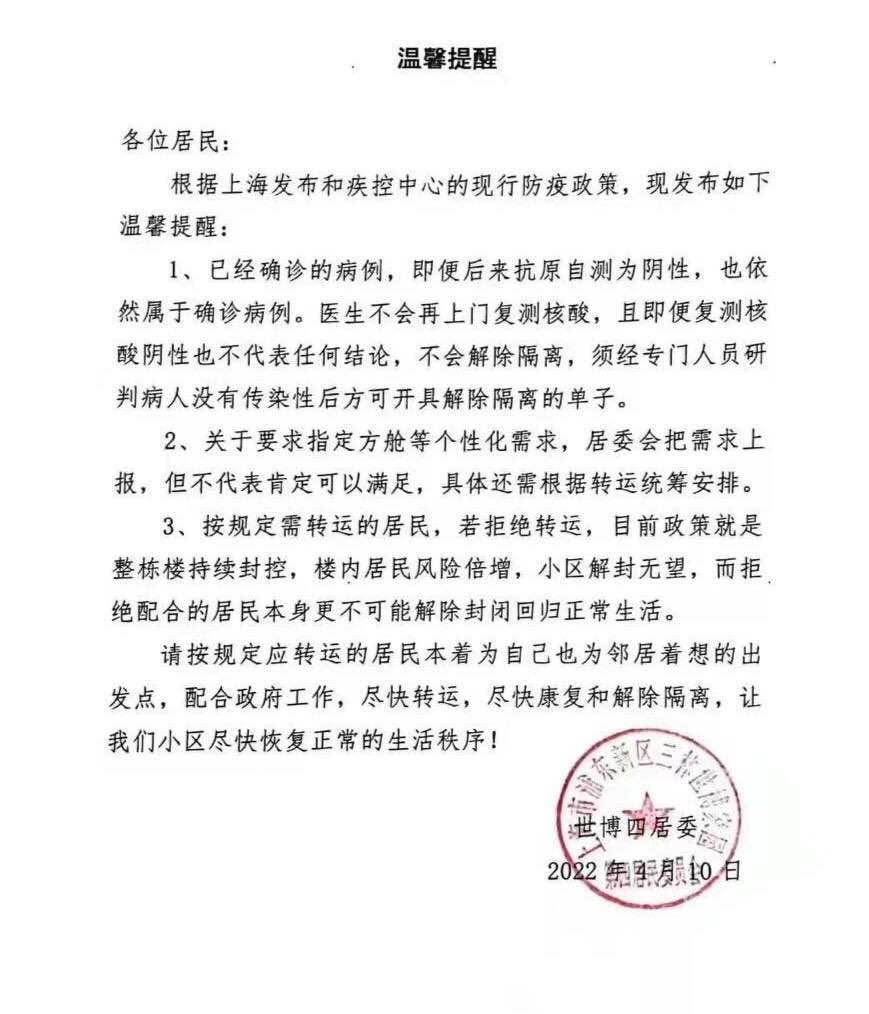 温馨提醒
各位居民：
根据上海发布和疾控中心的现行防疫政策，现发布如下
温馨提醒：
1、已经确诊的病例，即便后来抗原自测为阴性，也依
然属于确诊病例。医生不会再上门复测核酸，且即便复测核
酸阴性也不代表任何结论，不会解除隔离，须经专门人员研
判病人没有传染性后方可开具解除隔离的单子。
2、关于要求指定方舱等个性化需求，居委会把需求上
报，但不代表肯定可以满足，具体还需根据转运统筹安排。
3、按规定需转运的居民，若拒绝转运，目前政策就是
整栋楼持续封控，楼内居民风险倍增，小区解封无望，而拒
绝配合的居民本身更不可能解除封闭回归正常生活。
请按规定应转运的居民本着为自己也为邻居着想的出
发点，配合政府工作，尽快转运，尽快康复和解除隔离，让
我们小区尽快恢复正常的生活秩序！
上海市浦东新区三林世博家园
世博四居委
2022 年 4 月 10 日
第四居民委员会